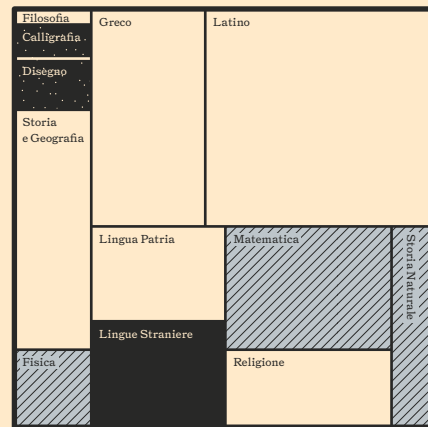 Filosofia
Calligrafia
Disegno
Storia
e Geografia
Fisica
Greco
Latino
Lingua Patria
Lingue Straniere
Matematica
Religione
Storia Naturale